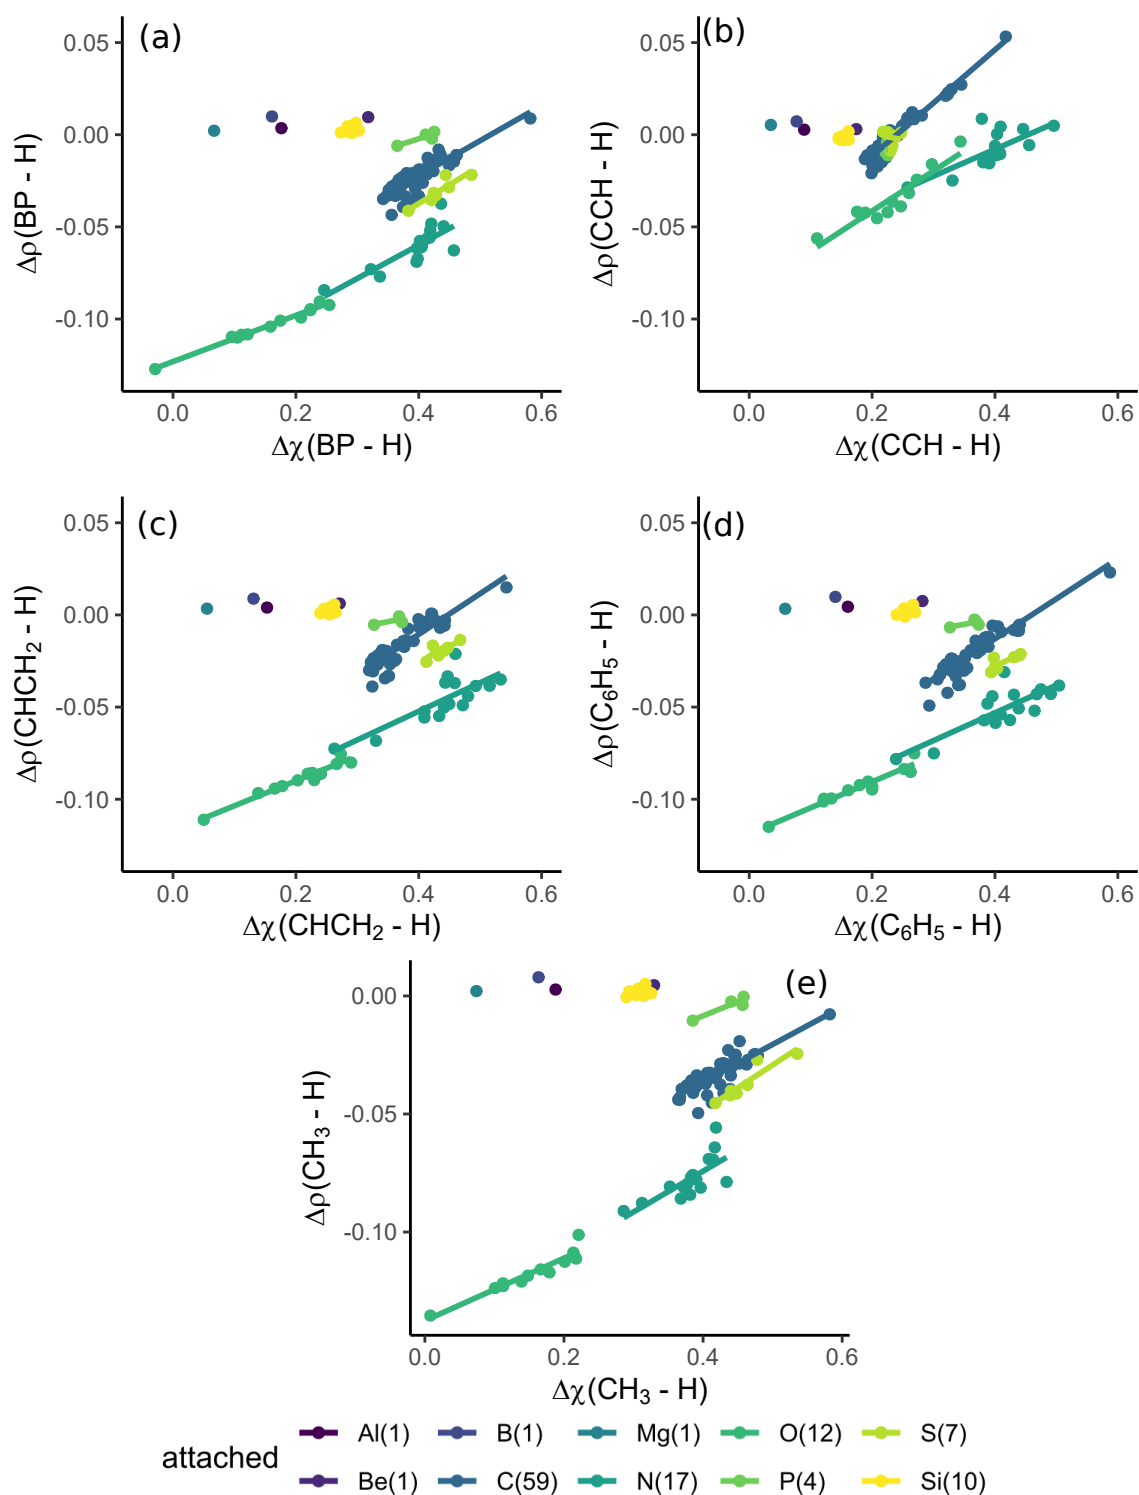 (a)
0.05
0.00
-0.05
-0.10
Δρ(BP - H)
0.0 0.2 0.4 0.6
Δχ(BP - H)
(b)
0.05
0.00
-0.05
-0.10
Δρ(CCH - H)
0.0 0.2 0.4 0.6
Δχ(CCH - H)
(c)
0.05
0.00
-0.05
-0.10
Δρ(CHCH₂ - H)
0.0 0.2 0.4 0.6
Δχ(CHCH₂ - H)
(d)
0.05
0.00
-0.05
-0.10
Δρ(C₆H₅ - H)
0.0 0.2 0.4 0.6
Δχ(C₆H₅ - H)
(e)
0.00
-0.05
-0.10
Δρ(CH₃ - H)
0.0 0.2 0.4 0.6
Δχ(CH₃ - H)
attached
Al(1) B(1) Mg(1) O(12) S(7)
Be(1) C(59) N(17) P(4) Si(10)